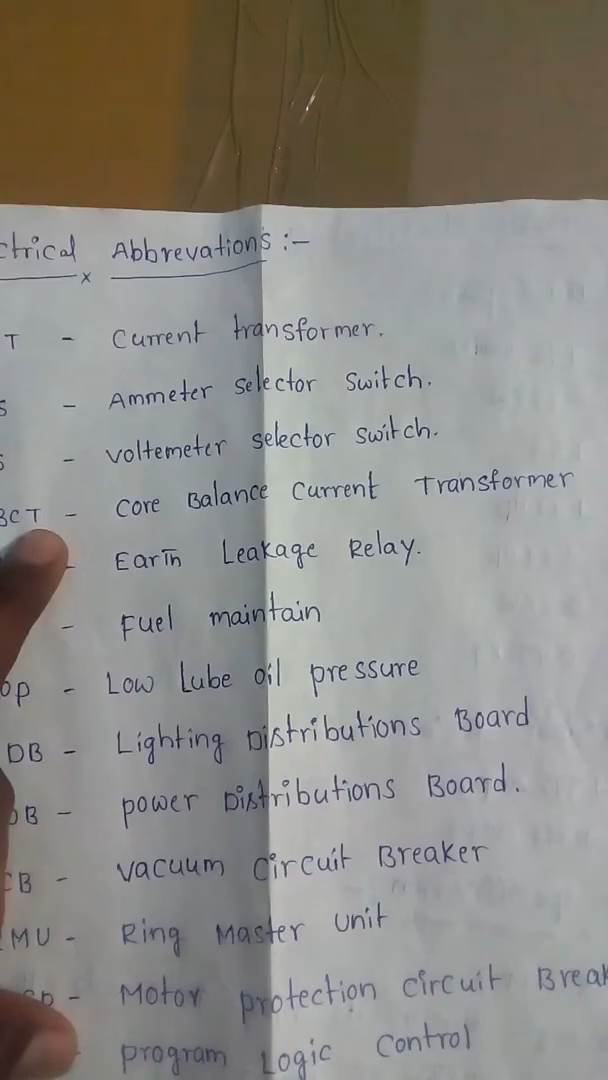 ctrical Abbrevations :-
T - Current transformer.
S - Ammeter selector switch.
S - voltemeter selector switch.
BCT - core Balance current Transformer
- Earth Leakage Relay.
- Fuel maintain
op - Low Lube oil pressure
DB - Lighting Distributions Board
DB - power Distributions Board.
CB - vacuum circuit Breaker
MU - Ring Master unit
- Motor protection circuit Break
program Logic control